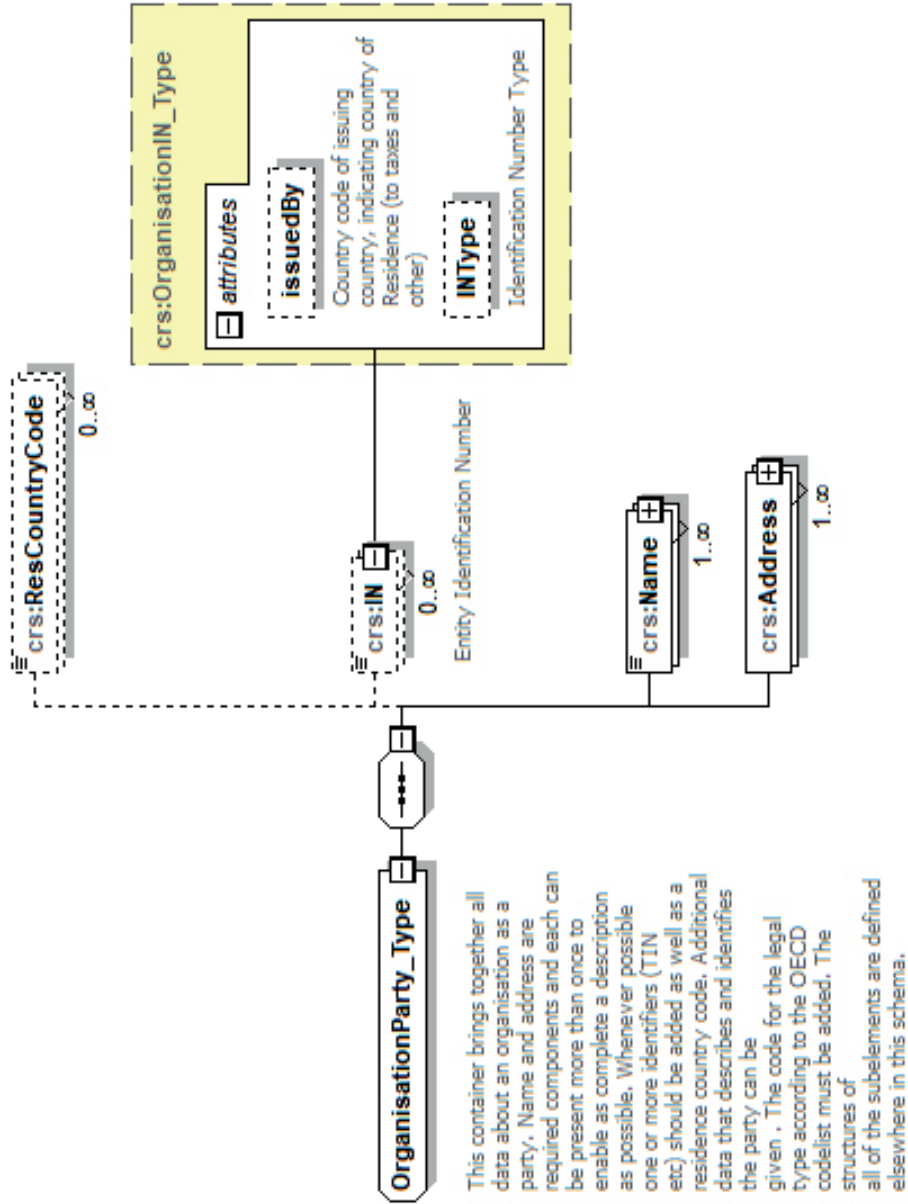 OrganisationParty_Type
This container brings together all
data about an organisation as a
party. Name and address are
required components and each can
be present more than once to
enable as complete a description
as possible. Whenever possible
one or more identifiers (TIN
etc) should be added as well as a
residence country code. Additional
data that describes and identifies
the party can be
given . The code for the legal
type according to the OECD
codelist must be added. The
structures of
all of the subelements are defined
elsewhere in this schema.
crs:ResCountryCode
0..∞
crs:IN
0..∞
Entity Identification Number
crs:OrganisationIN_Type
attributes
issuedBy
Country code of issuing
country, indicating country of
Residence (to taxes and
other)
INType
Identification Number Type
crs:Name
1..∞
crs:Address
1..∞